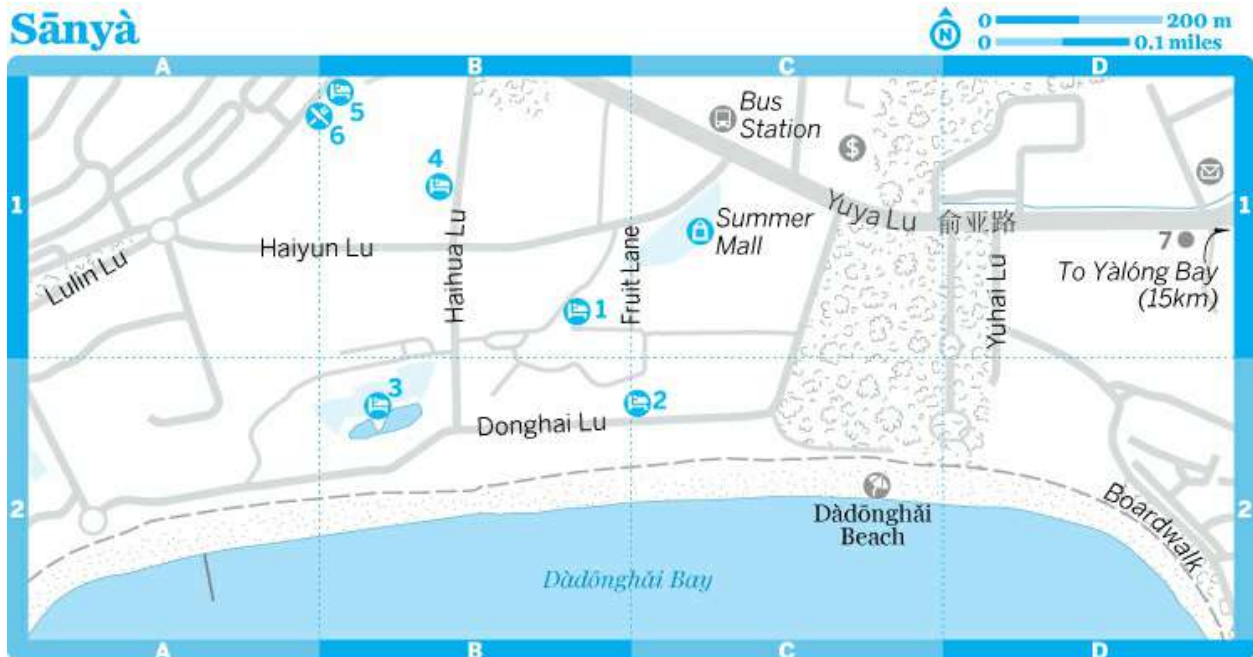 Sānyà
N
0 200 m
0 0.1 miles
A B C D
5
6
Bus
Station
$
4
1 1
Summer
Mall
Yuya Lu 俞亚路
7
To Yàlóng Bay
(15km)
Haiyun Lu
Lulin Lu
Haihua Lu
Fruit Lane
Yuhai Lu
1
3
2
Donghai Lu
2 2
Dàdōnghǎi
Beach
Boardwalk
Dàdōnghǎi Bay
A B C D